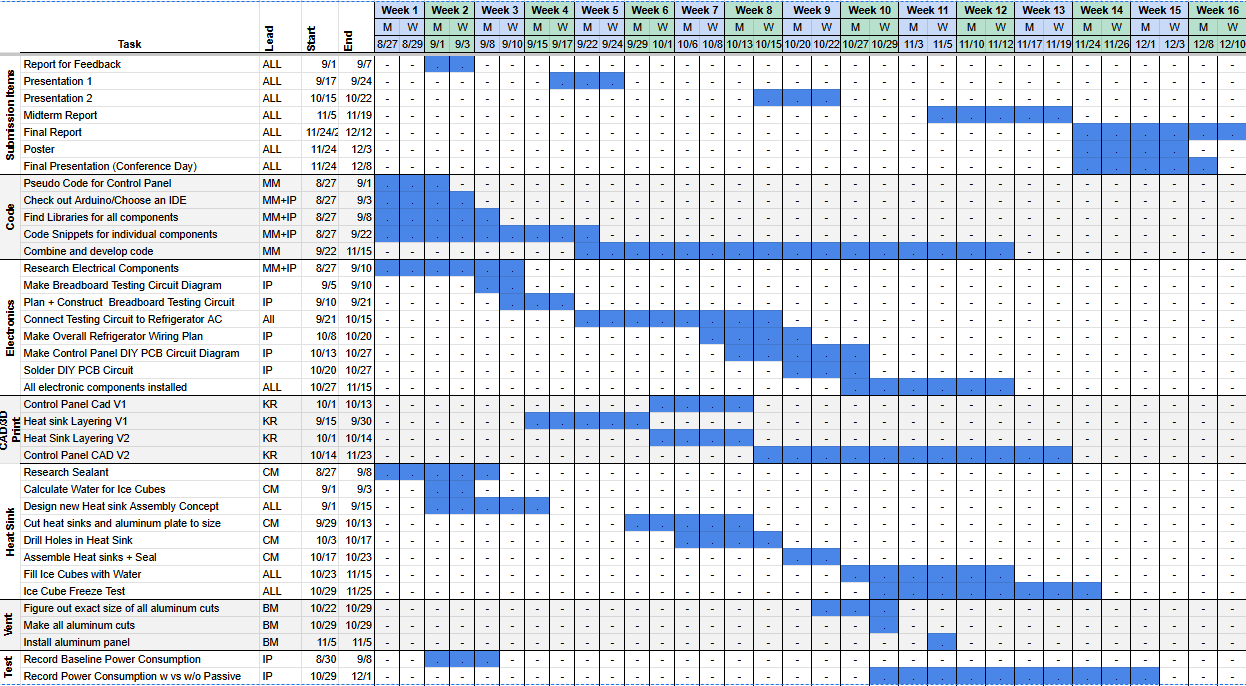 Week 1 Week 2 Week 3 Week 4 Week 5 Week 6 Week 7 Week 8 Week 9 Week 10 Week 11 Week 12 Week 13 Week 14 Week 15 Week 16
M W M W M W M W M W M W M W M W M W M W M W M W M W M W M W M W
Task Lead Start End 8/27 8/29 9/1 9/3 9/8 9/10 9/15 9/17 9/22 9/24 9/29 10/1 10/6 10/8 10/13 10/15 10/20 10/22 10/27 10/29 11/3 11/5 11/10 11/12 11/17 11/19 11/24 11/26 12/1 12/3 12/8 12/10
Submission Items
Report for Feedback ALL 9/1 9/7
Presentation 1 ALL 9/17 9/24
Presentation 2 ALL 10/15 10/22
Midterm Report ALL 11/5 11/19
Final Report ALL 11/24/2 12/12
Poster ALL 11/24 12/3
Final Presentation (Conference Day) ALL 11/24 12/8
Code
Pseudo Code for Control Panel MM 8/27 9/1
Check out Arduino/Choose an IDE MM+IP 8/27 9/3
Find Libraries for all components MM+IP 8/27 9/8
Code Snippets for individual components MM+IP 8/27 9/22
Combine and develop code MM 9/22 11/15
Electronics
Research Electrical Components MM+IP 8/27 9/10
Make Breadboard Testing Circuit Diagram IP 9/5 9/10
Plan + Construct Breadboard Testing Circuit IP 9/10 9/21
Connect Testing Circuit to Refrigerator AC All 9/21 10/15
Make Overall Refrigerator Wiring Plan IP 10/8 10/20
Make Control Panel DIY PCB Circuit Diagram IP 10/13 10/27
Solder DIY PCB Circuit IP 10/20 10/27
All electronic components installed ALL 10/27 11/15
CAD/3D
Print
Control Panel Cad V1 KR 10/1 10/13
Heat sink Layering V1 KR 9/15 9/30
Heat Sink Layering V2 KR 10/1 10/14
Control Panel CAD V2 KR 10/14 11/23
Heat Sink
Research Sealant CM 8/27 9/8
Calculate Water for Ice Cubes CM 9/1 9/3
Design new Heat sink Assembly Concept ALL 9/1 9/15
Cut heat sinks and aluminum plate to size CM 9/29 10/13
Drill Holes in Heat Sink CM 10/3 10/17
Assemble Heat sinks + Seal CM 10/17 10/23
Fill Ice Cubes with Water ALL 10/23 11/15
Ice Cube Freeze Test ALL 10/29 11/25
Vent
Figure out exact size of all aluminum cuts BM 10/22 10/29
Make all aluminum cuts BM 10/29 10/29
Install aluminum panel BM 11/5 11/5
Test
Record Baseline Power Consumption IP 8/30 9/8
Record Power Consumption w vs w/o Passive IP 10/29 12/1